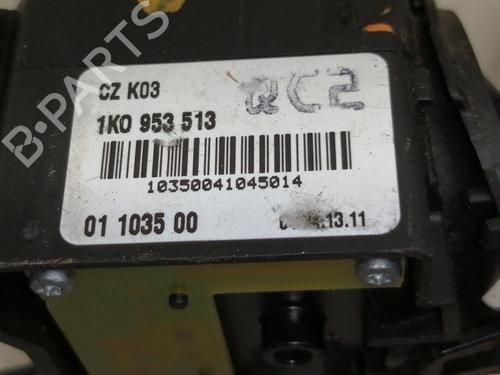 B-PARTS
CZ K03
QC2
1K0 953 513
10350041045014
01 1035 00
.13.11